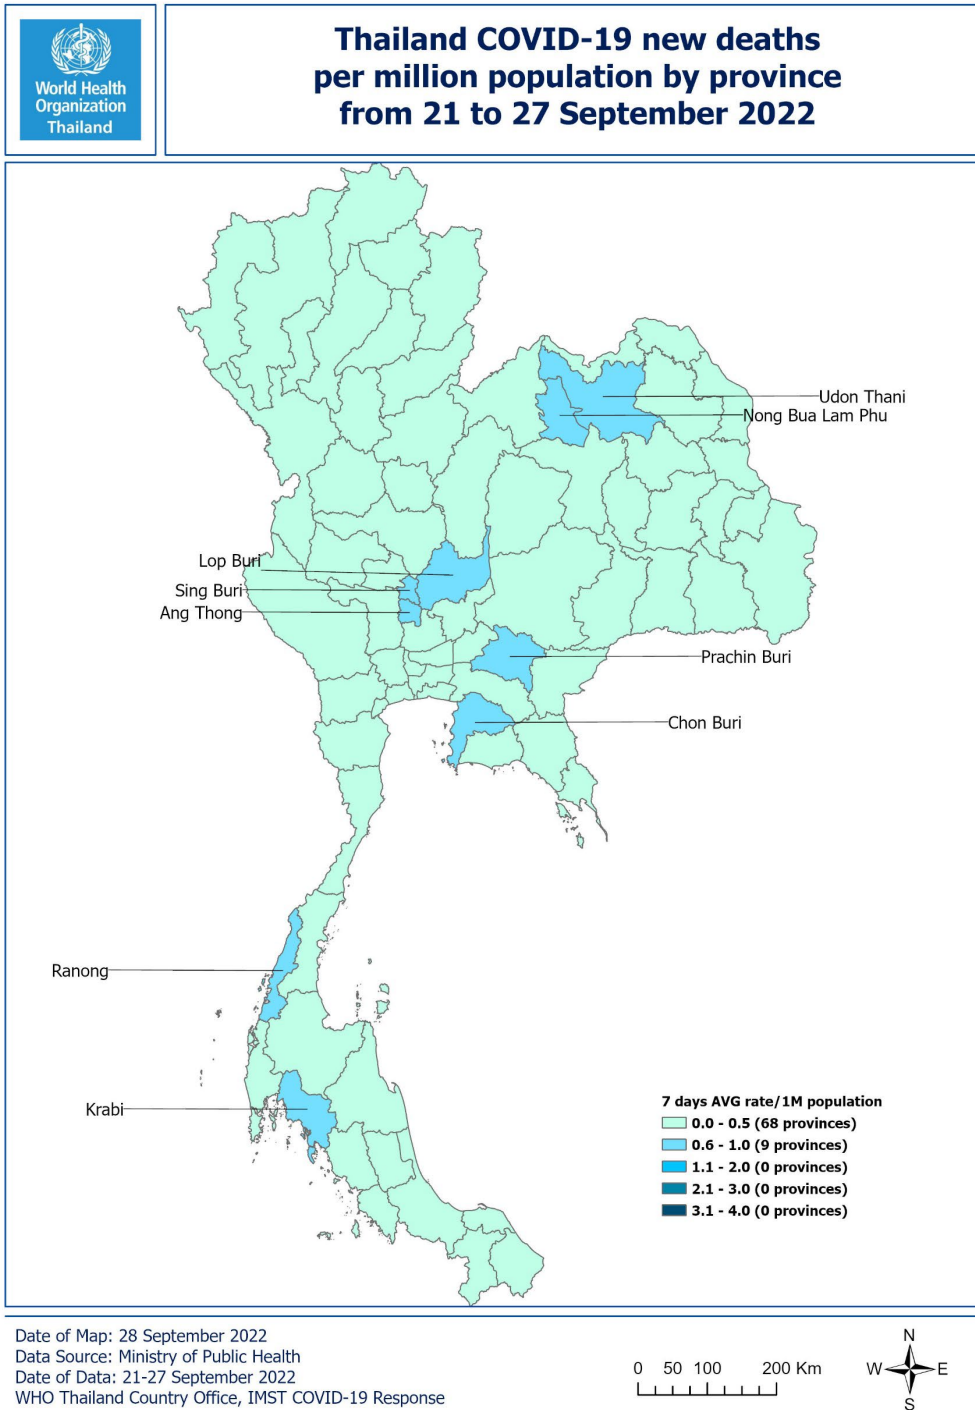 World Health
Organization
Thailand
Thailand COVID-19 new deaths
per million population by province
from 21 to 27 September 2022
Udon Thani
Nong Bua Lam Phu
Lop Buri
Sing Buri
Ang Thong
Prachin Buri
Chon Buri
Ranong
Krabi
7 days AVG rate/1M population
0.0 - 0.5 (68 provinces)
0.6 - 1.0 (9 provinces)
1.1 - 2.0 (0 provinces)
2.1 - 3.0 (0 provinces)
3.1 - 4.0 (0 provinces)
Date of Map: 28 September 2022
Data Source: Ministry of Public Health
Date of Data: 21-27 September 2022
WHO Thailand Country Office, IMST COVID-19 Response
0 50 100 200 Km
N
W E
S